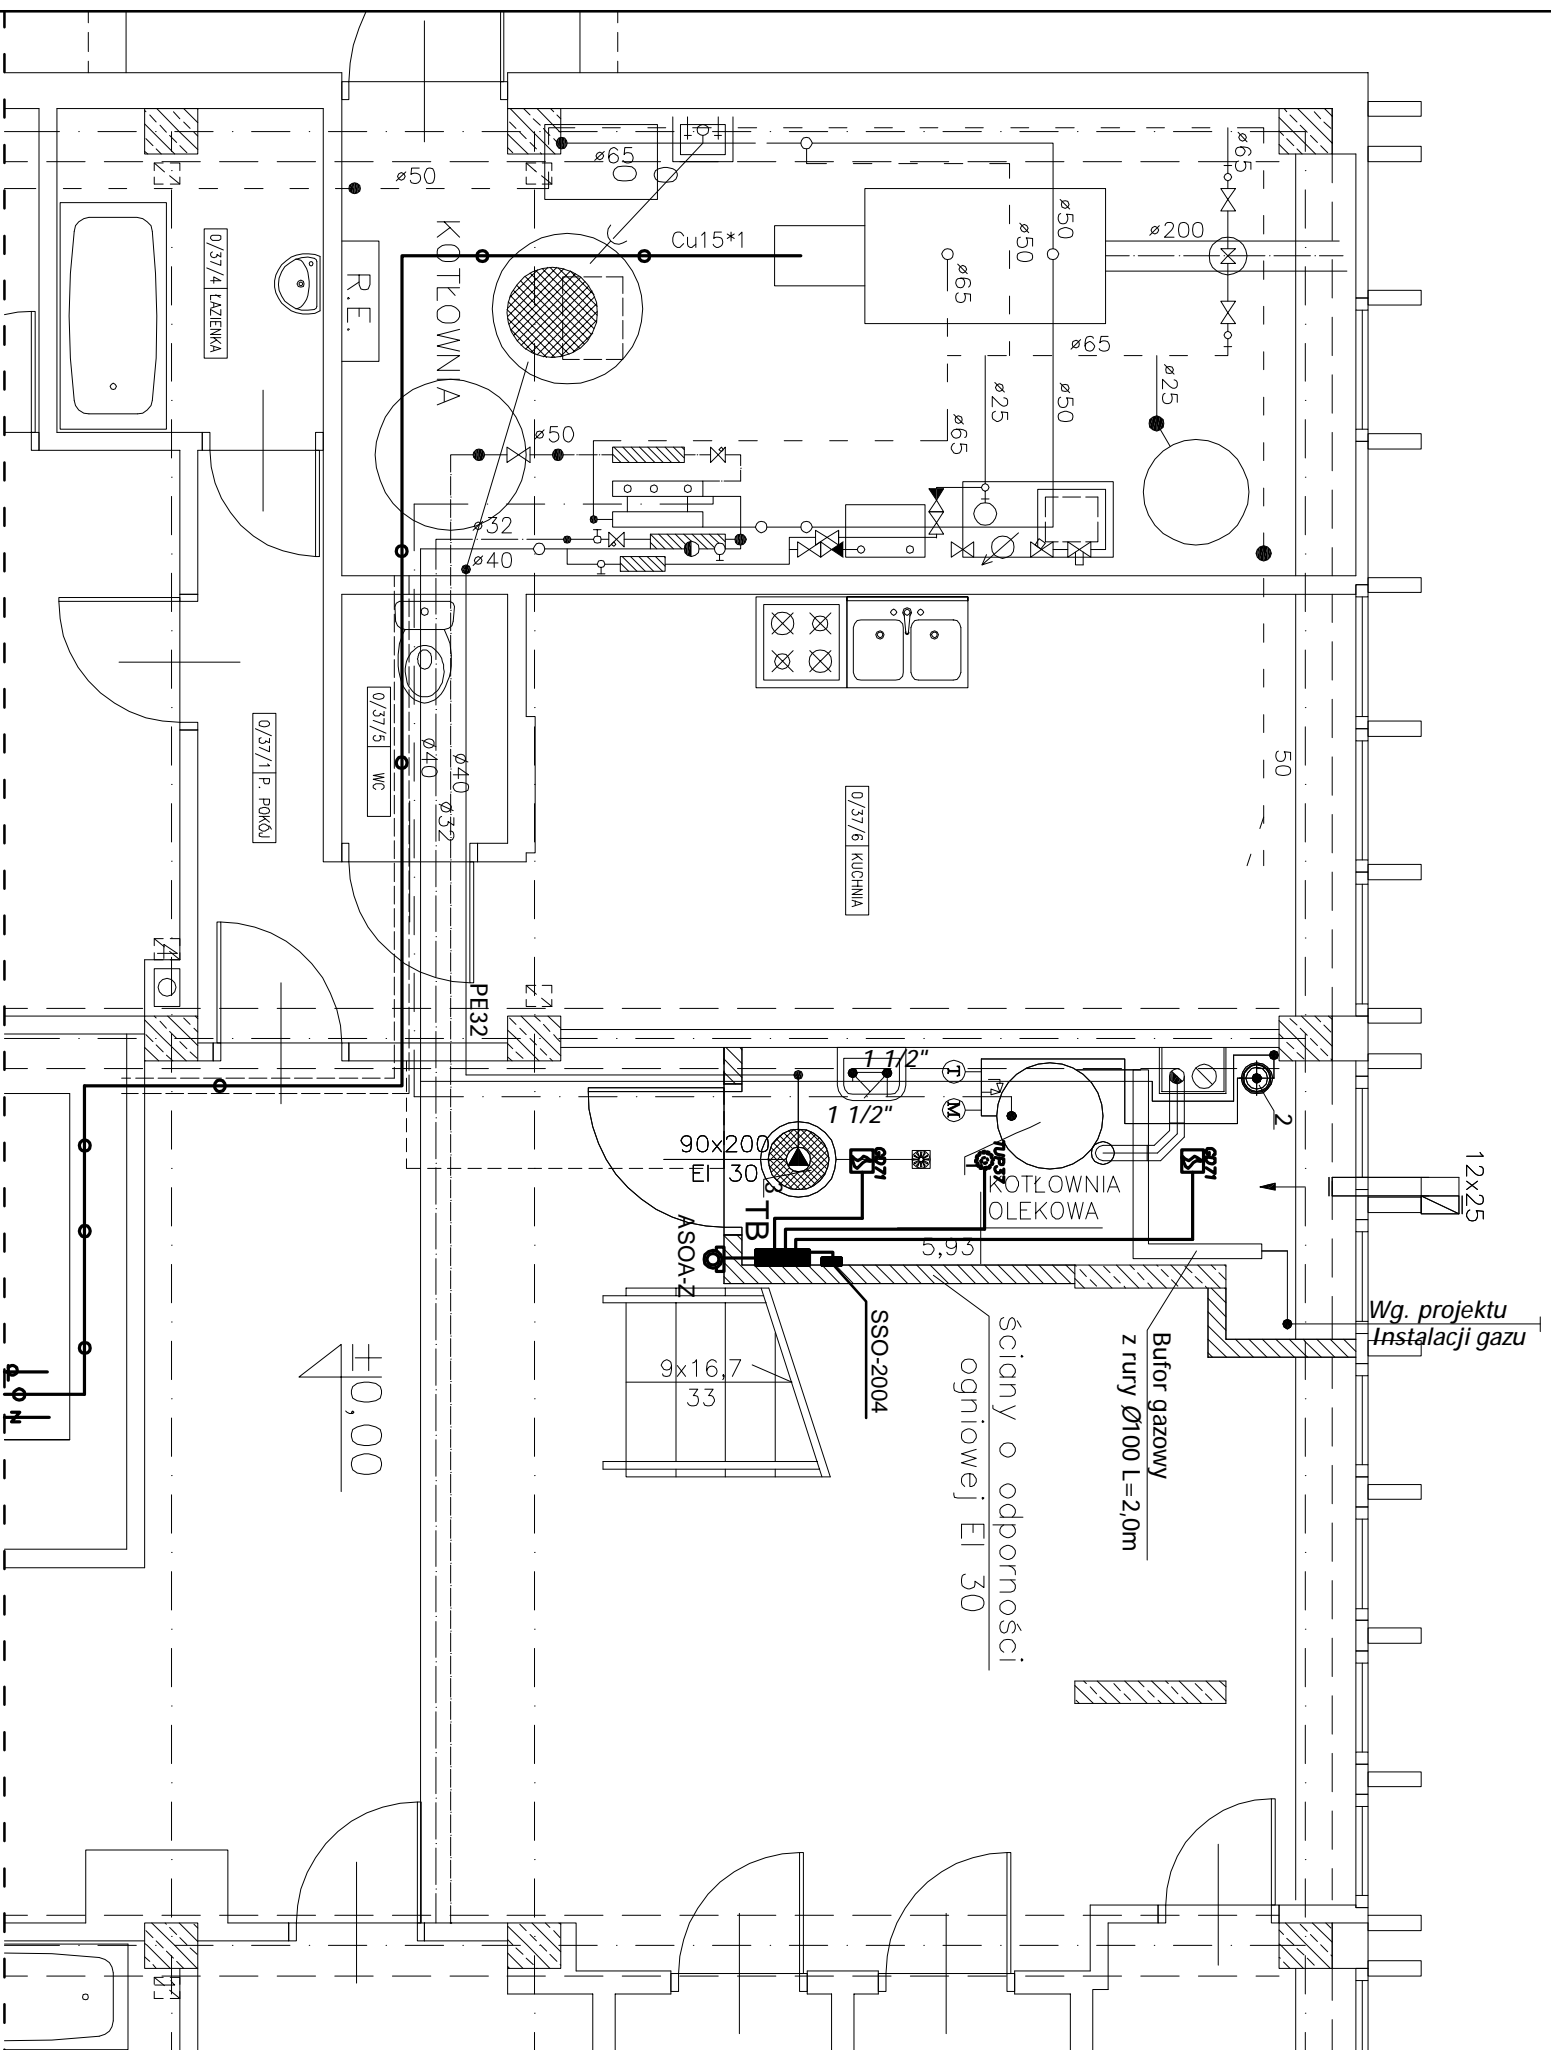 ø65
ø50
ø65
Cu15*1
ø50
ø50
ø200
ø65
KOTŁOWNIA
R.E.
0/37/4 ŁAZIENKA
ø65
ø25
ø50
ø25
ø65
ø50
ø32
ø40
0/37/5 WC
0/37/1 P. POKÓJ
Ø40
Ø40
Ø32
0/37/6 KUCHNIA
50
PE32
1 1/2"
1 1/2"
T
M
2
90x200
EI 30
3
GD71
GD71
KOTŁOWNIA
OLEKOWA
12x25
TB
ASOA-Z
5,93
SSO-2004
Wg. projektu
Instalacji gazu
Bufor gazowy
z rury Ø100 L=2,0m
Ściany o odporności
ogniowej EI 30
9x16,7
33
±0,00
N